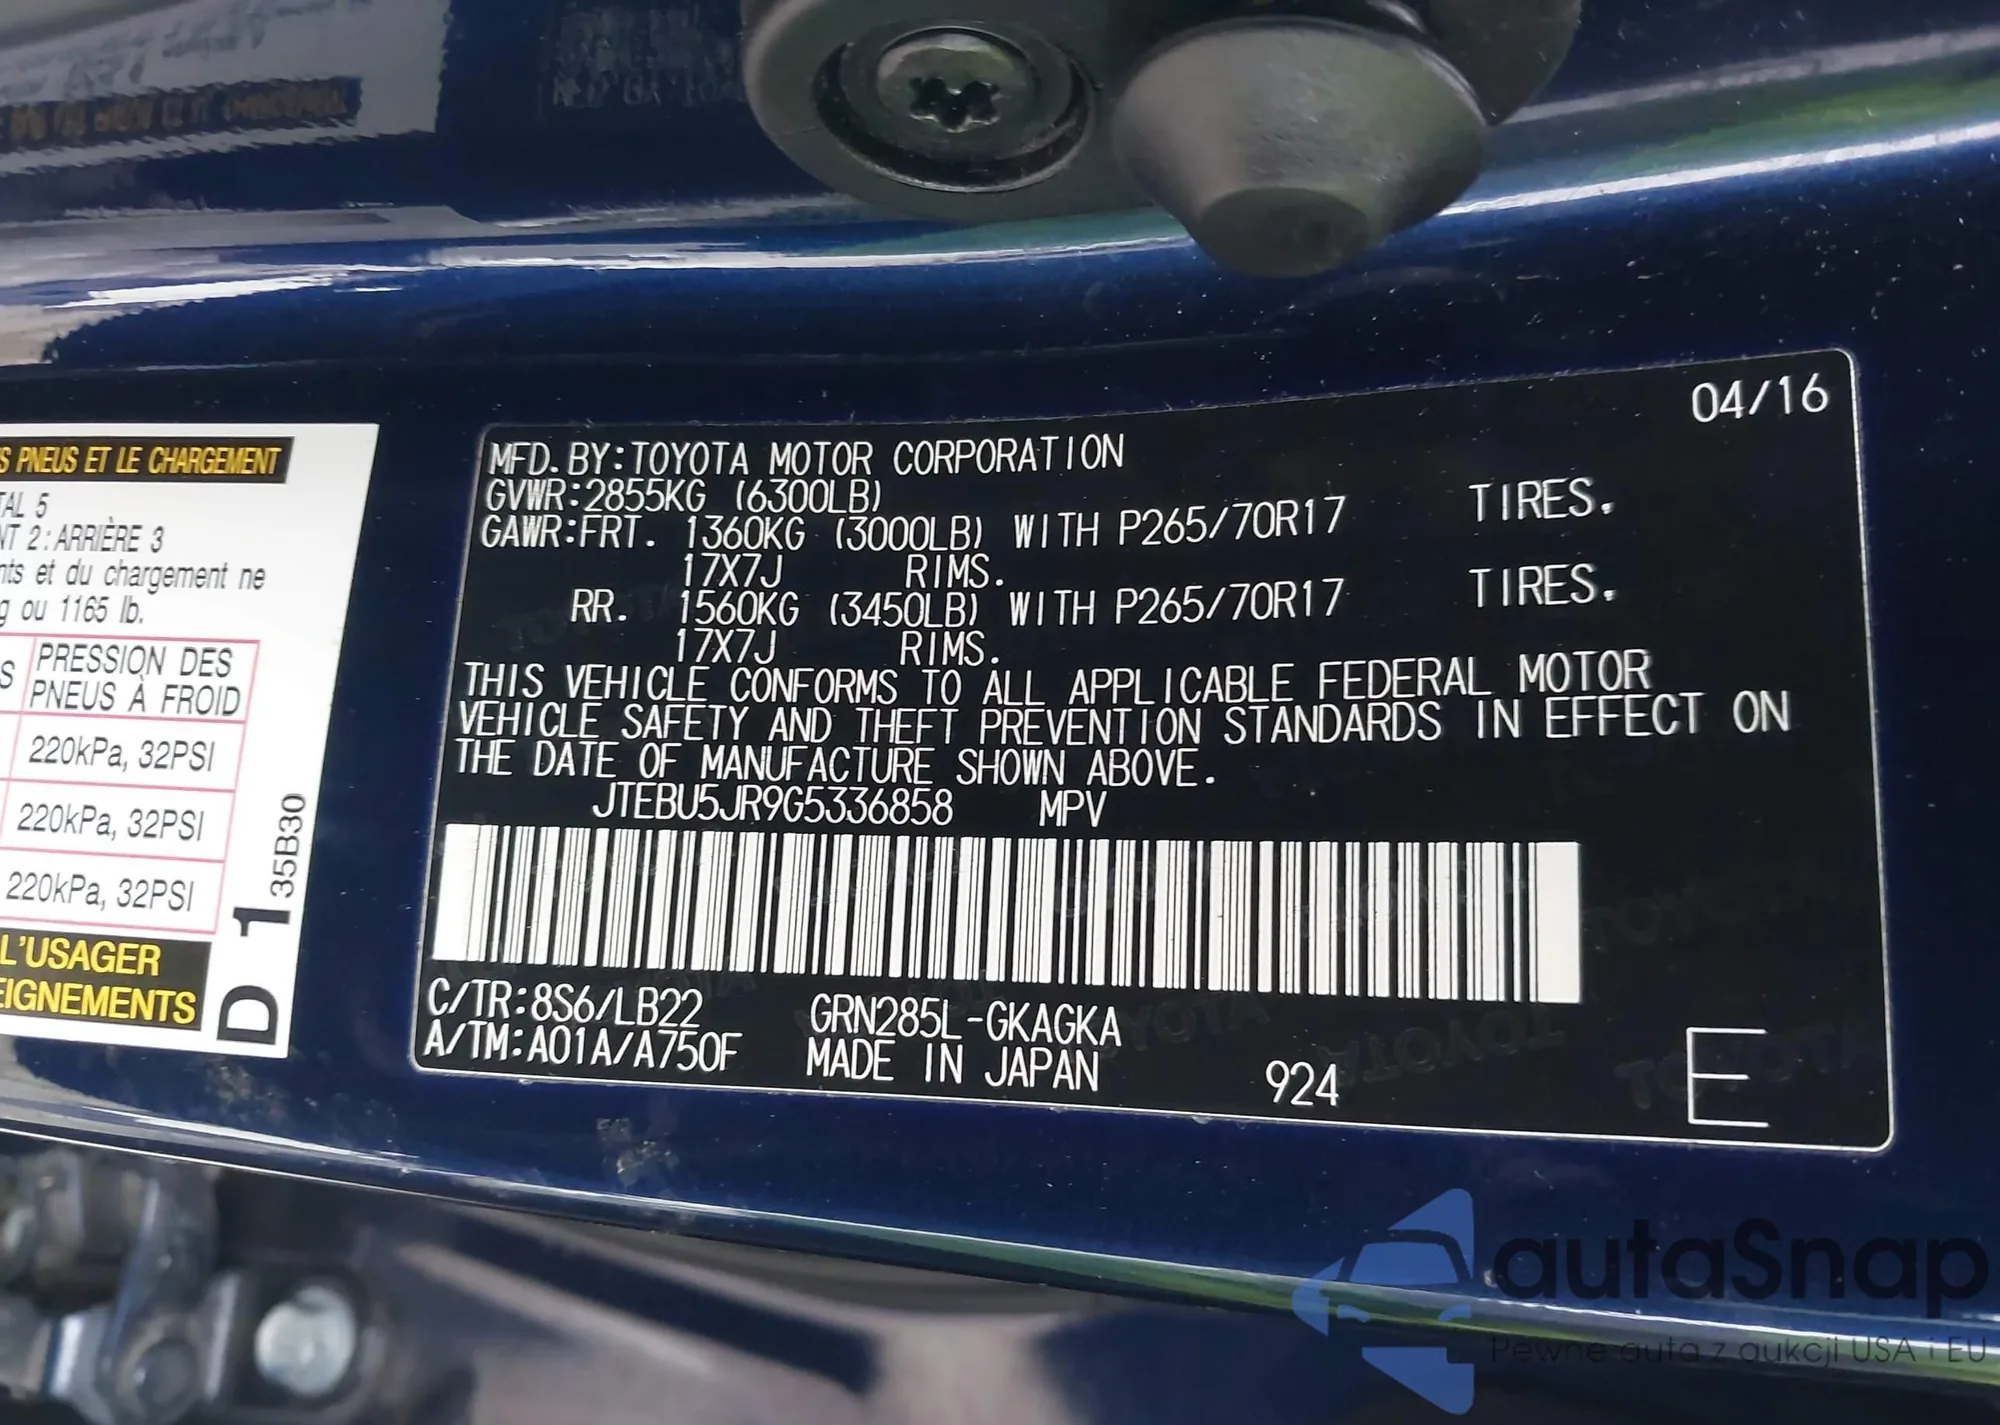 S PNEUS ET LE CHARGEMENT
TAL 5
NT 2 : ARRIÈRE 3
nts et du chargement ne
g ou 1165 lb.
S PRESSION DES
PNEUS À FROID
220kPa, 32PSI
220kPa, 32PSI
220kPa, 32PSI
L'USAGER
EIGNEMENTS
D 1 35B30
04/16
MFD. BY:TOYOTA MOTOR CORPORATION
GVWR:2855KG (6300LB)
GAWR:FRT. 1360KG (3000LB) WITH P265/70R17 TIRES.
17X7J RIMS.
RR. 1560KG (3450LB) WITH P265/70R17 TIRES.
17X7J RIMS.
THIS VEHICLE CONFORMS TO ALL APPLICABLE FEDERAL MOTOR
VEHICLE SAFETY AND THEFT PREVENTION STANDARDS IN EFFECT ON
THE DATE OF MANUFACTURE SHOWN ABOVE.
JTEBU5JR9G5336858 MPV
C/TR:8S6/LB22 GRN285L-GKAGKA
A/TM:A01A/A750F MADE IN JAPAN 924 E
autaSnap
Pewne auta z aukcji USA i EU